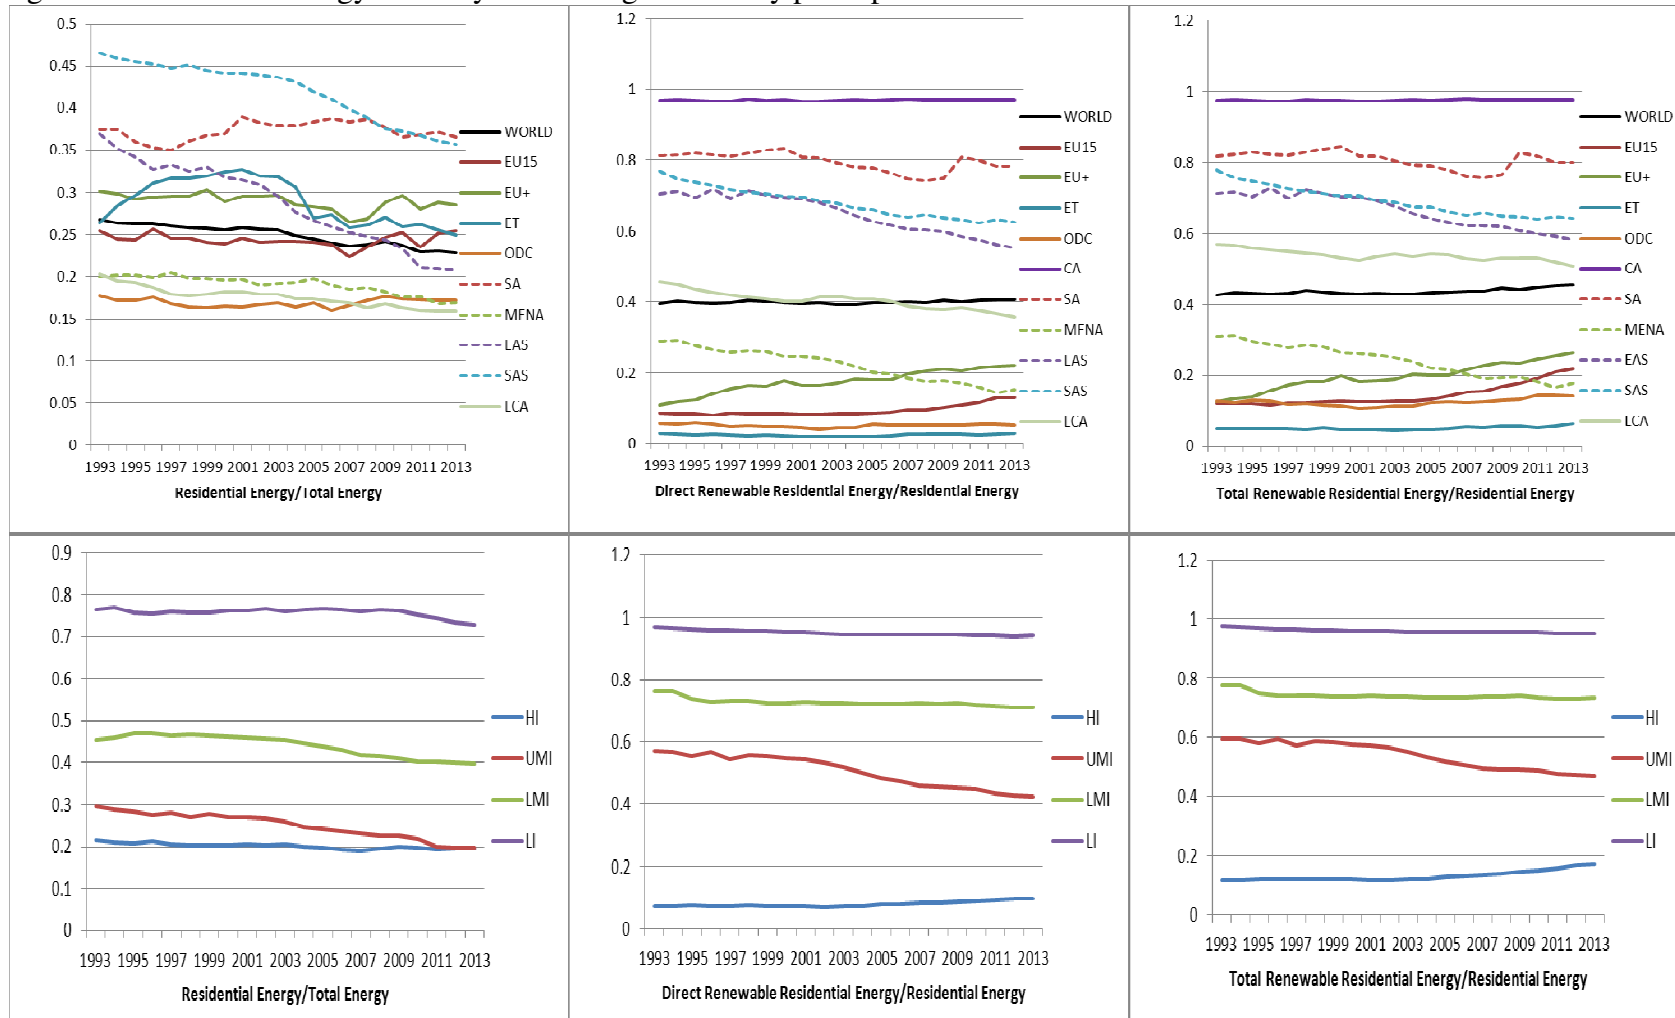 0.5
0.45
0.4
0.35
0.3
0.25
0.2
0.15
0.1
0.05
0
1993 1995 1997 1999 2001 2003 2005 2007 2009 2011 2013
Residential Energy/Total Energy
WORLD
EU15
EU+
ET
ODC
SA
MENA
EAS
SAS
LCA
1.2
1
0.8
0.6
0.4
0.2
0
1993 1995 1997 1999 2001 2003 2005 2007 2009 2011 2013
Direct Renewable Residential Energy/Residential Energy
WORLD
EU15
EU+
ET
ODC
CA
SA
MENA
EAS
SAS
LCA
1.2
1
0.8
0.6
0.4
0.2
0
1993 1995 1997 1999 2001 2003 2005 2007 2009 2011 2013
Total Renewable Residential Energy/Residential Energy
WORLD
EU15
EU+
ET
ODC
CA
SA
MENA
EAS
SAS
LCA
0.9
0.8
0.7
0.6
0.5
0.4
0.3
0.2
0.1
0
1993 1995 1997 1999 2001 2003 2005 2007 2009 2011 2013
Residential Energy/Total Energy
HI
UMI
LMI
LI
1.2
1
0.8
0.6
0.4
0.2
0
1993 1995 1997 1999 2001 2003 2005 2007 2009 2011 2013
Direct Renewable Residential Energy/Residential Energy
HI
UMI
LMI
LI
1.2
1
0.8
0.6
0.4
0.2
0
1993 1995 1997 1999 2001 2003 2005 2007 2009 2011 2013
Total Renewable Residential Energy/Residential Energy
HI
UMI
LMI
LI